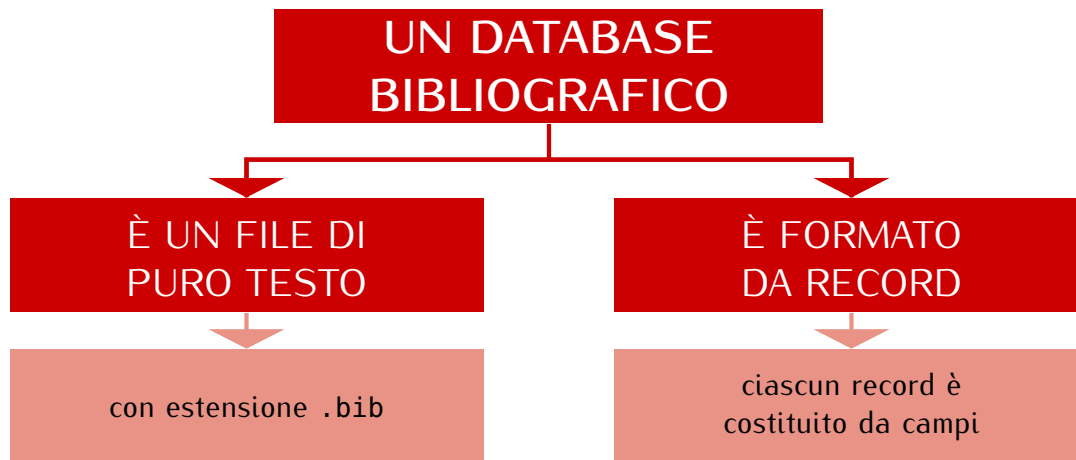 UN DATABASE
BIBLIOGRAFICO
È UN FILE DI
PURO TESTO
È FORMATO
DA RECORD
con estensione .bib
ciascun record è
costituito da campi